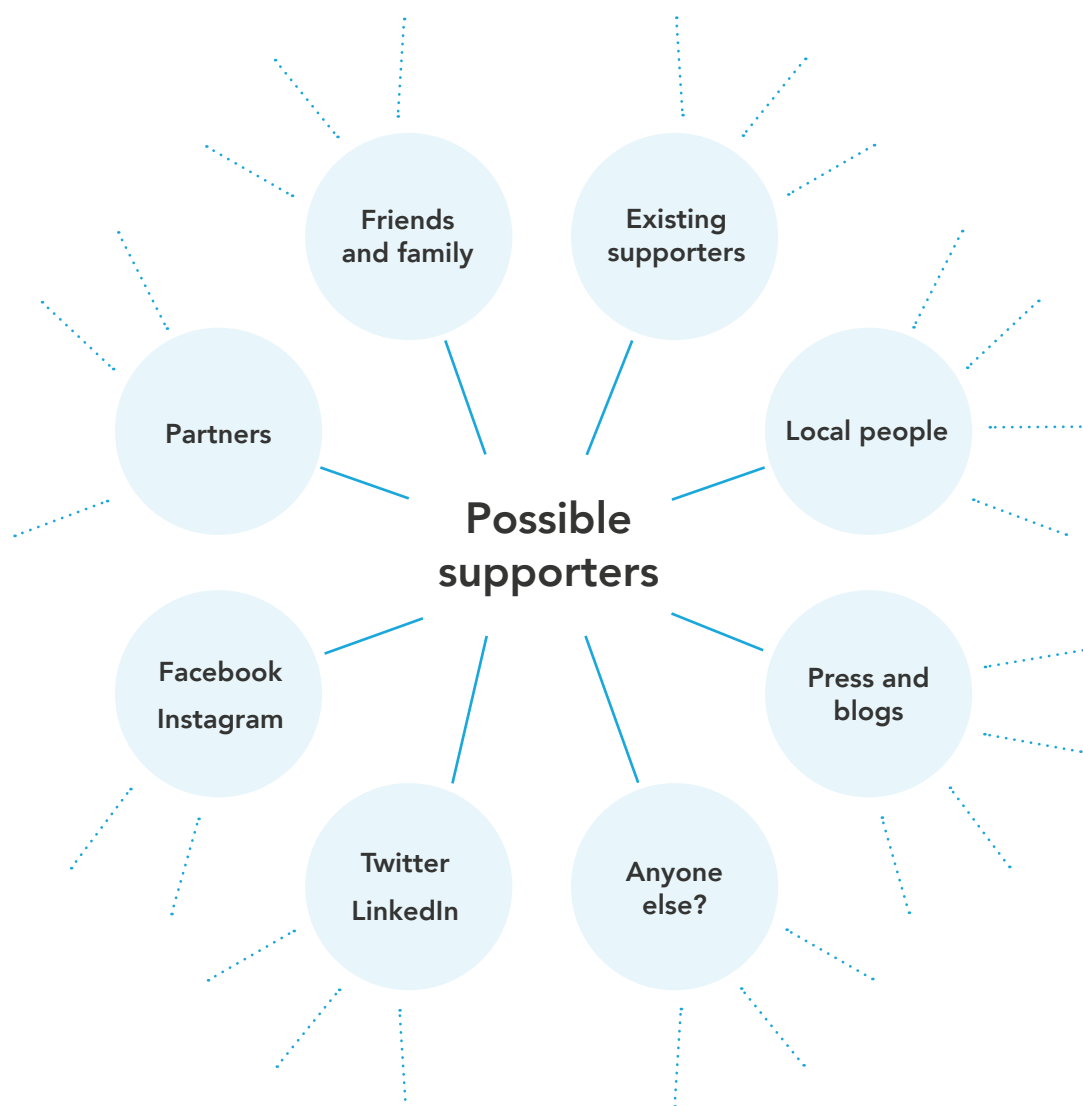 Friends
and family
Existing
supporters
Partners
Local people
Possible
supporters
Facebook
Instagram
Press and
blogs
Twitter
LinkedIn
Anyone
else?